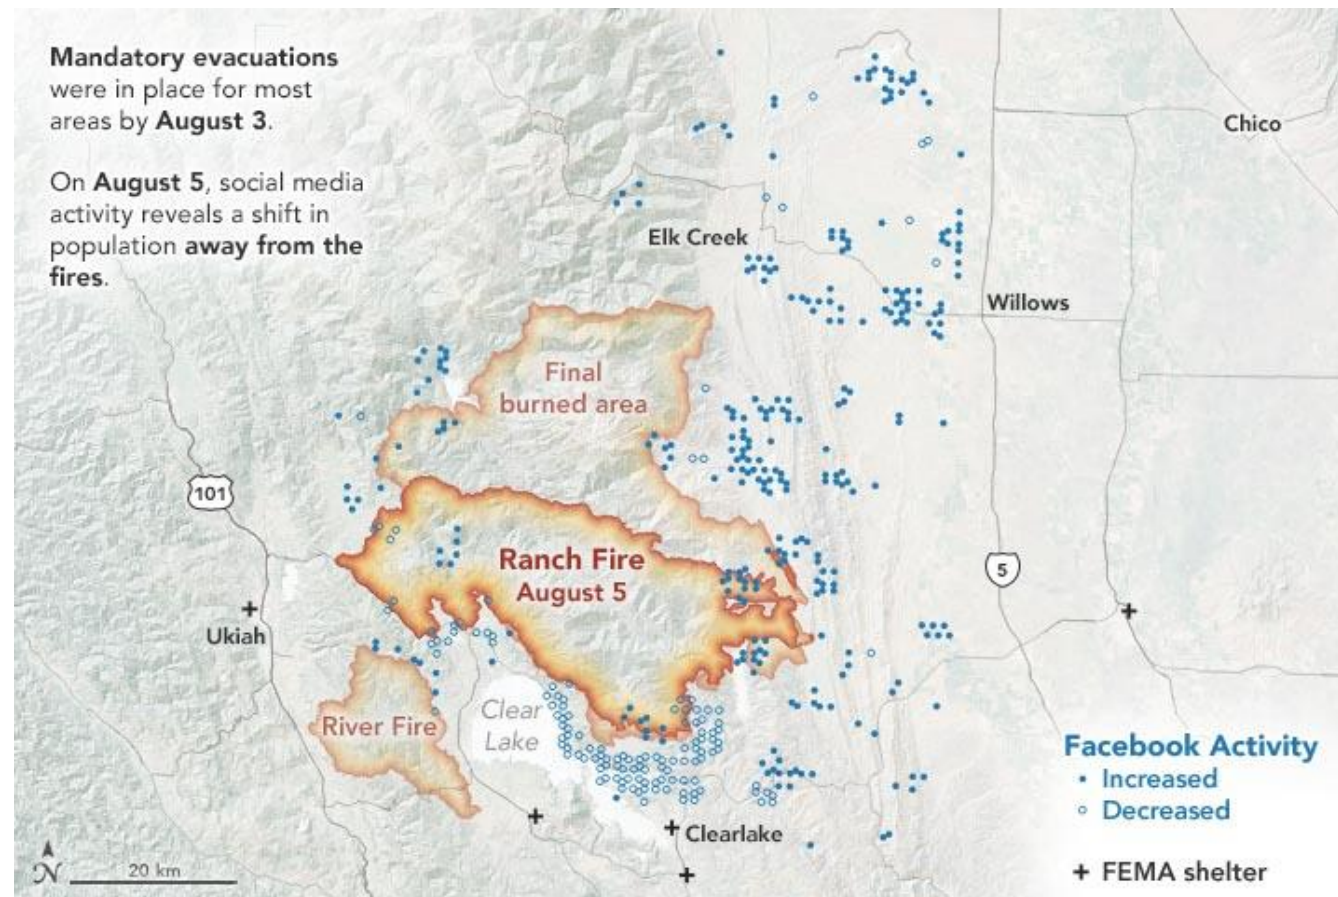 Mandatory evacuations
were in place for most
areas by August 3.
On August 5, social media
activity reveals a shift in
population away from the
fires.
Chico
Elk Creek
Willows
Final
burned area
101
Ranch Fire
August 5
5
Ukiah
River Fire
Clear
Lake
Clearlake
Facebook Activity
Increased
Decreased
FEMA shelter
N
20 km